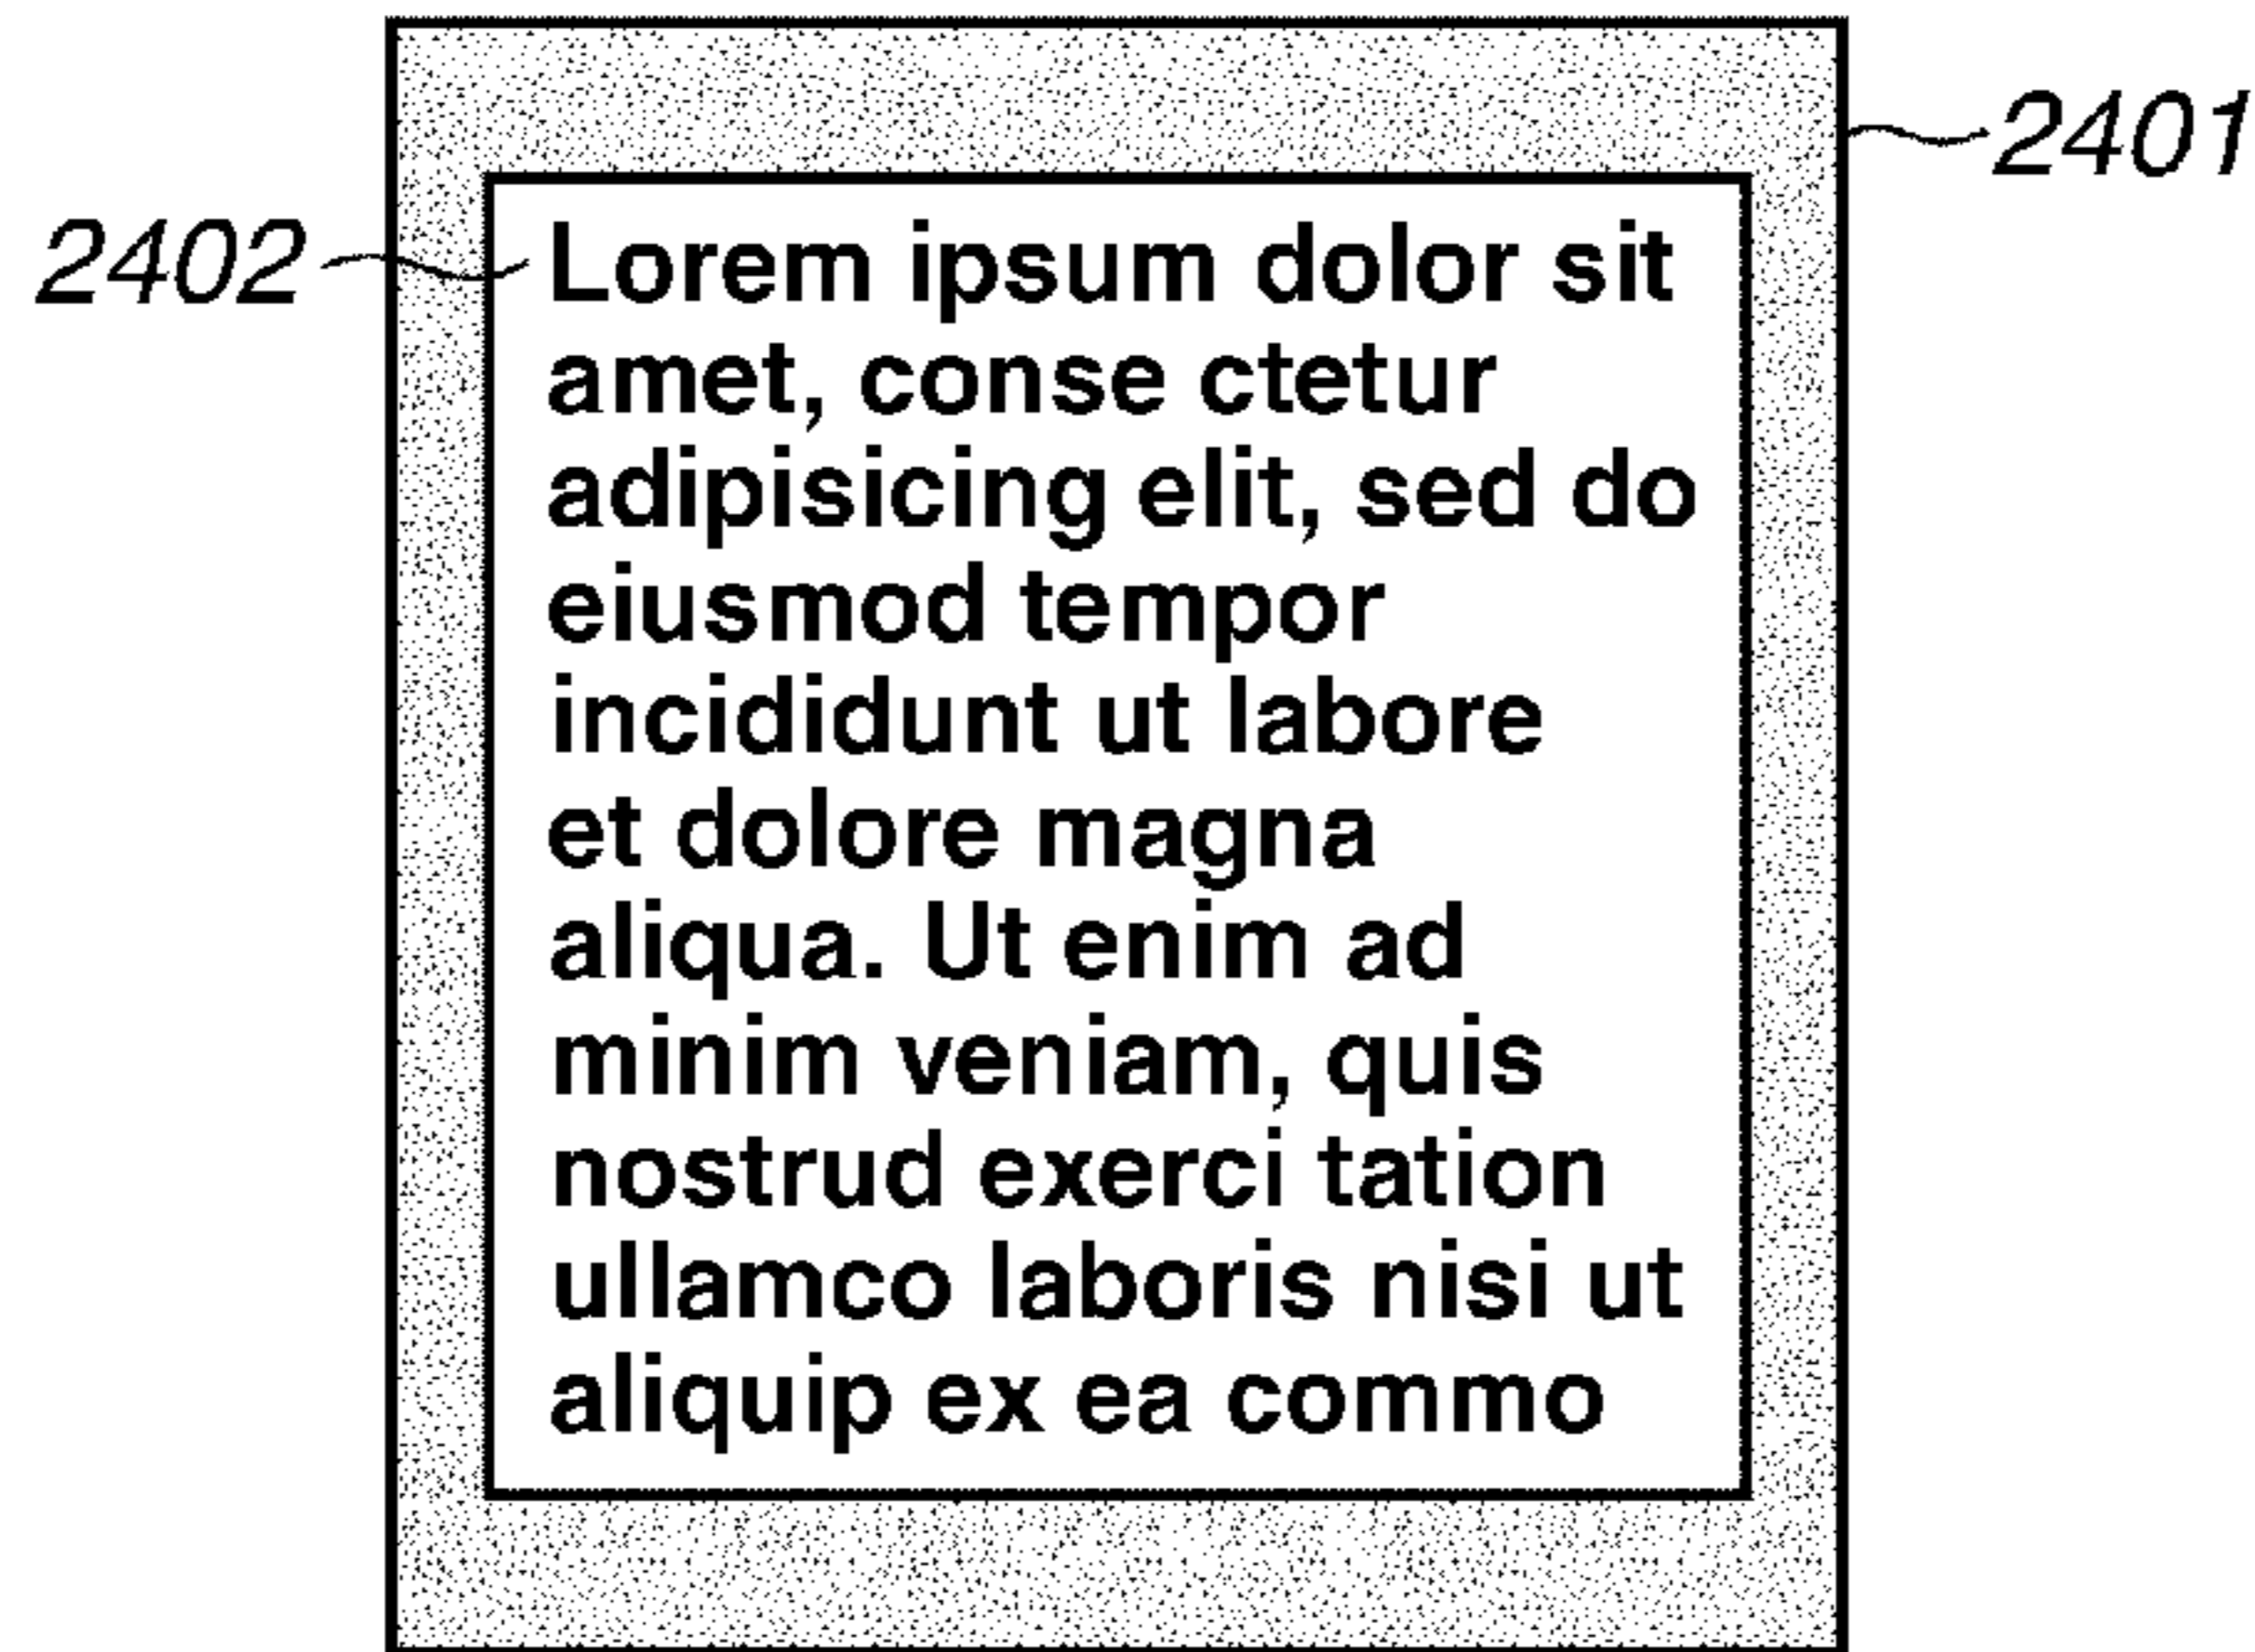 2401
2402
Lorem ipsum dolor sit
amet, conse ctetur
adipisicing elit, sed do
eiusmod tempor
incididunt ut labore
et dolore magna
aliqua. Ut enim ad
minim veniam, quis
nostrud exerci tation
ullamco laboris nisi ut
aliquip ex ea commo